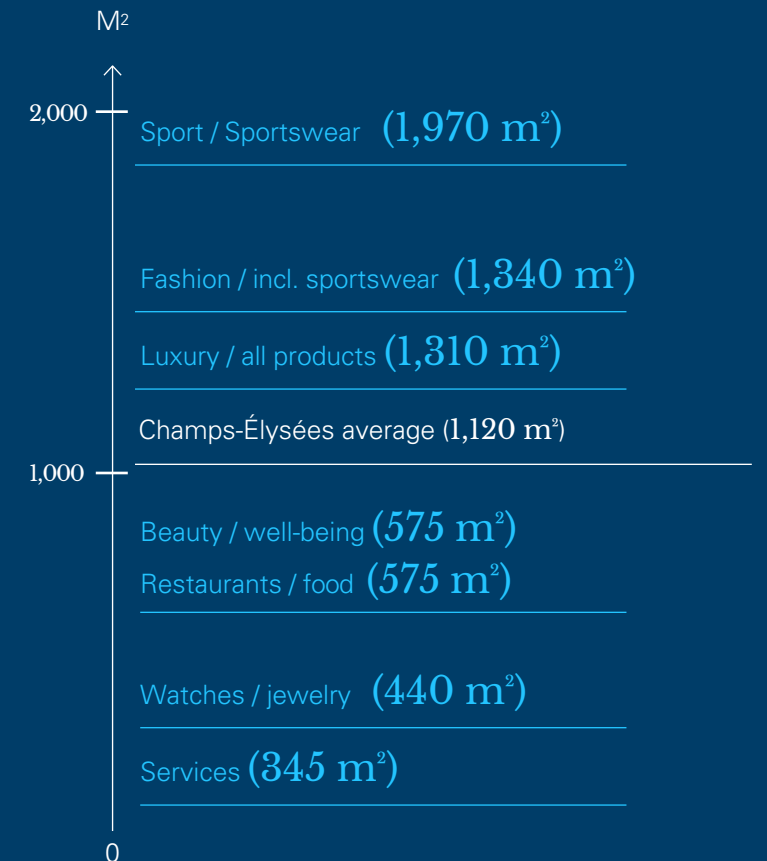 M²
2,000
Sport / Sportswear (1,970 m²)
Fashion / incl. sportswear (1,340 m²)
Luxury / all products (1,310 m²)
Champs-Élysées average (1,120 m²)
1,000
Beauty / well-being (575 m²)
Restaurants / food (575 m²)
Watches / jewelry (440 m²)
Services (345 m²)
0